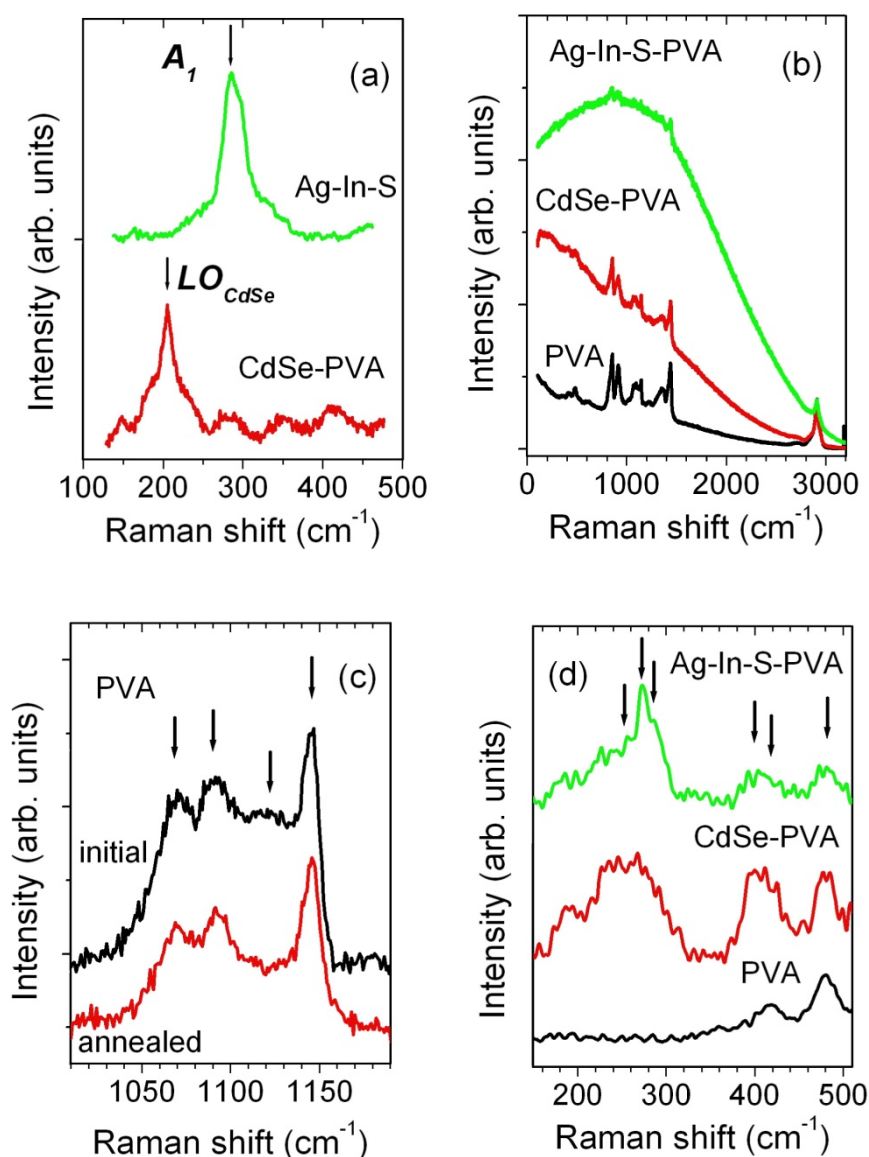 (a)
A1
Ag-In-S
LOCdSe
CdSe-PVA
Intensity (arb. units)
100 200 300 400 500
Raman shift (cm-1)
(b)
Ag-In-S-PVA
CdSe-PVA
PVA
Intensity (arb. units)
0 1000 2000 3000
Raman shift (cm-1)
(c)
PVA
initial
annealed
Intensity (arb. units)
1050 1100 1150
Raman shift (cm-1)
(d)
Ag-In-S-PVA
CdSe-PVA
PVA
Intensity (arb. units)
200 300 400 500
Raman shift (cm-1)